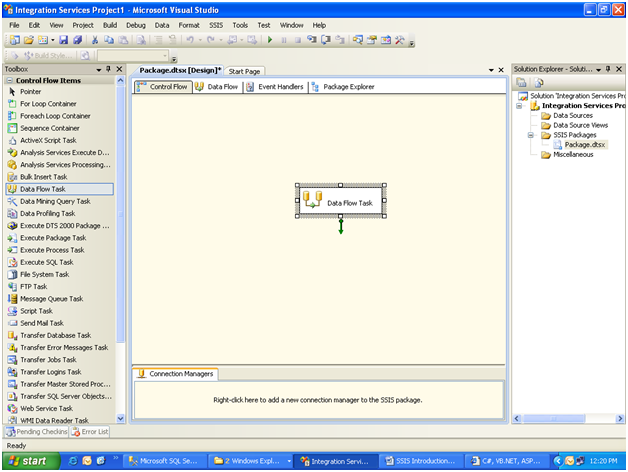 Integration Services Project1 - Microsoft Visual Studio
File Edit View Project Build Debug Data Format SSIS Tools Test Window Help
Build Style...
Toolbox
Control Flow Items
Pointer
For Loop Container
Foreach Loop Container
Sequence Container
ActiveX Script Task
Analysis Services Execute D...
Analysis Services Processing...
Bulk Insert Task
Data Flow Task
Data Mining Query Task
Data Profiling Task
Execute DTS 2000 Package ...
Execute Package Task
Execute Process Task
Execute SQL Task
File System Task
FTP Task
Message Queue Task
Script Task
Send Mail Task
Transfer Database Task
Transfer Error Messages Task
Transfer Jobs Task
Transfer Logins Task
Transfer Master Stored Proc...
Transfer SQL Server Objects...
Web Service Task
WMI Data Reader Task
Package.dtsx [Design]* Start Page
Control Flow Data Flow Event Handlers Package Explorer
Data Flow Task
Connection Managers
Right-click here to add a new connection manager to the SSIS package.
Solution Explorer - Soluti...
Solution 'Integration Services Pr
Integration Services Pro
Data Sources
Data Source Views
SSIS Packages
Package.dtsx
Miscellaneous
Pending Checkins Error List
Ready
start Microsoft SQL Se... 2 Windows Expl... Integration Servi... SSIS Introduction... C#, VB.NET, ASP... 12:20 PM